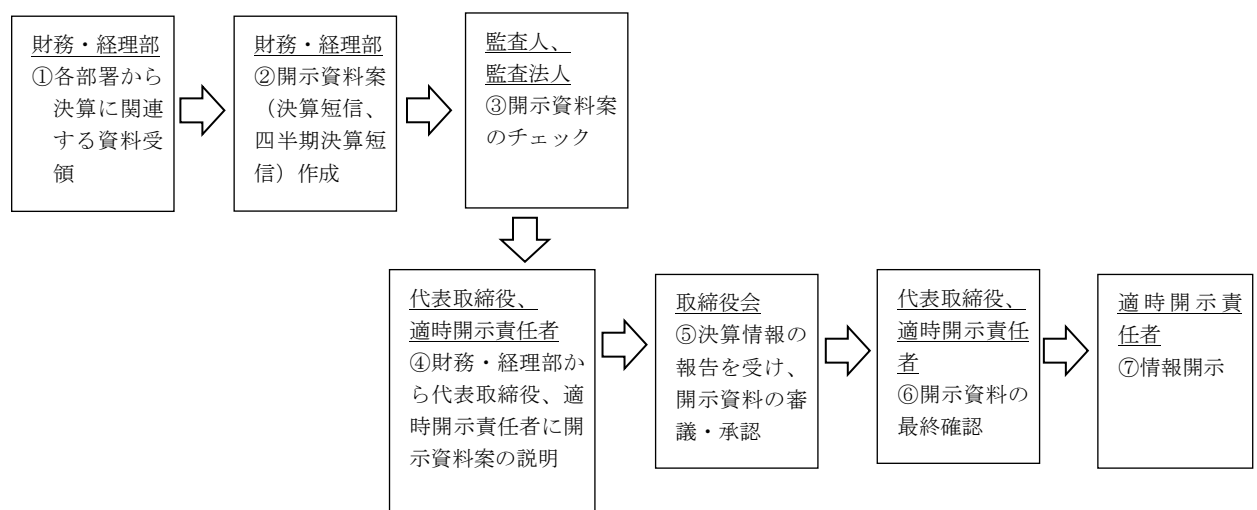 財務・経理部
①各部署から
決算に関連
する資料受
領
財務・経理部
②開示資料案
(決算短信、
四半期決算短
信)作成
監査人、
監査法人
③開示資料案
のチェック
代表取締役、
適時開示責任者
④財務・経理部か
ら代表取締役、適
時開示責任者に開
示資料案の説明
取締役会
⑤決算情報の
報告を受け、
開示資料の審
議・承認
代表取締役、
適時開示責任
者
⑥開示資料の
最終確認
適時開示責
任者
⑦情報開示